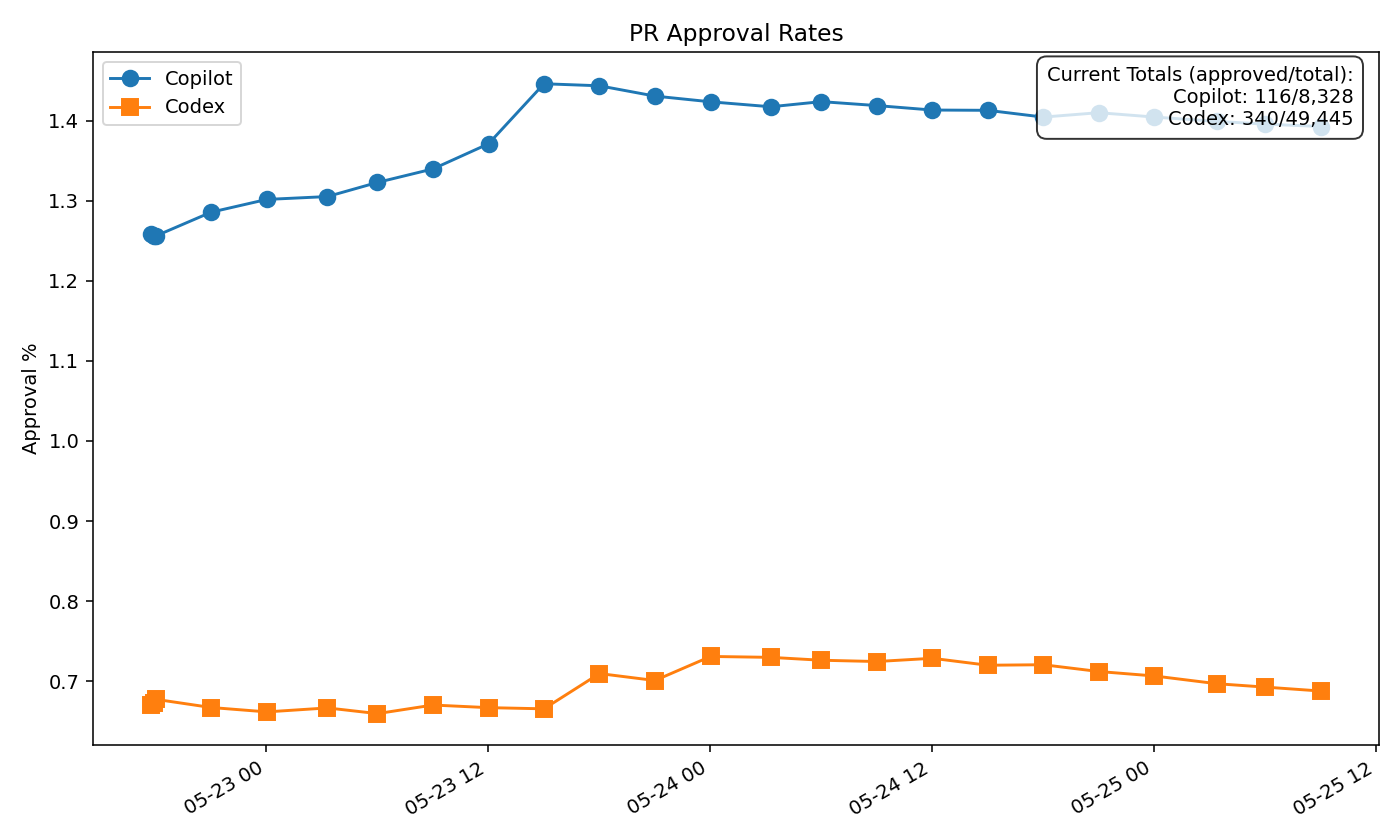 PR Approval Rates
Copilot
Codex
Current Totals (approved/total):
Copilot: 116/8,328
Codex: 340/49,445
Approval %
1.4
1.3
1.2
1.1
1.0
0.9
0.8
0.7
05-23 00
05-23 12
05-24 00
05-24 12
05-25 00
05-25 12